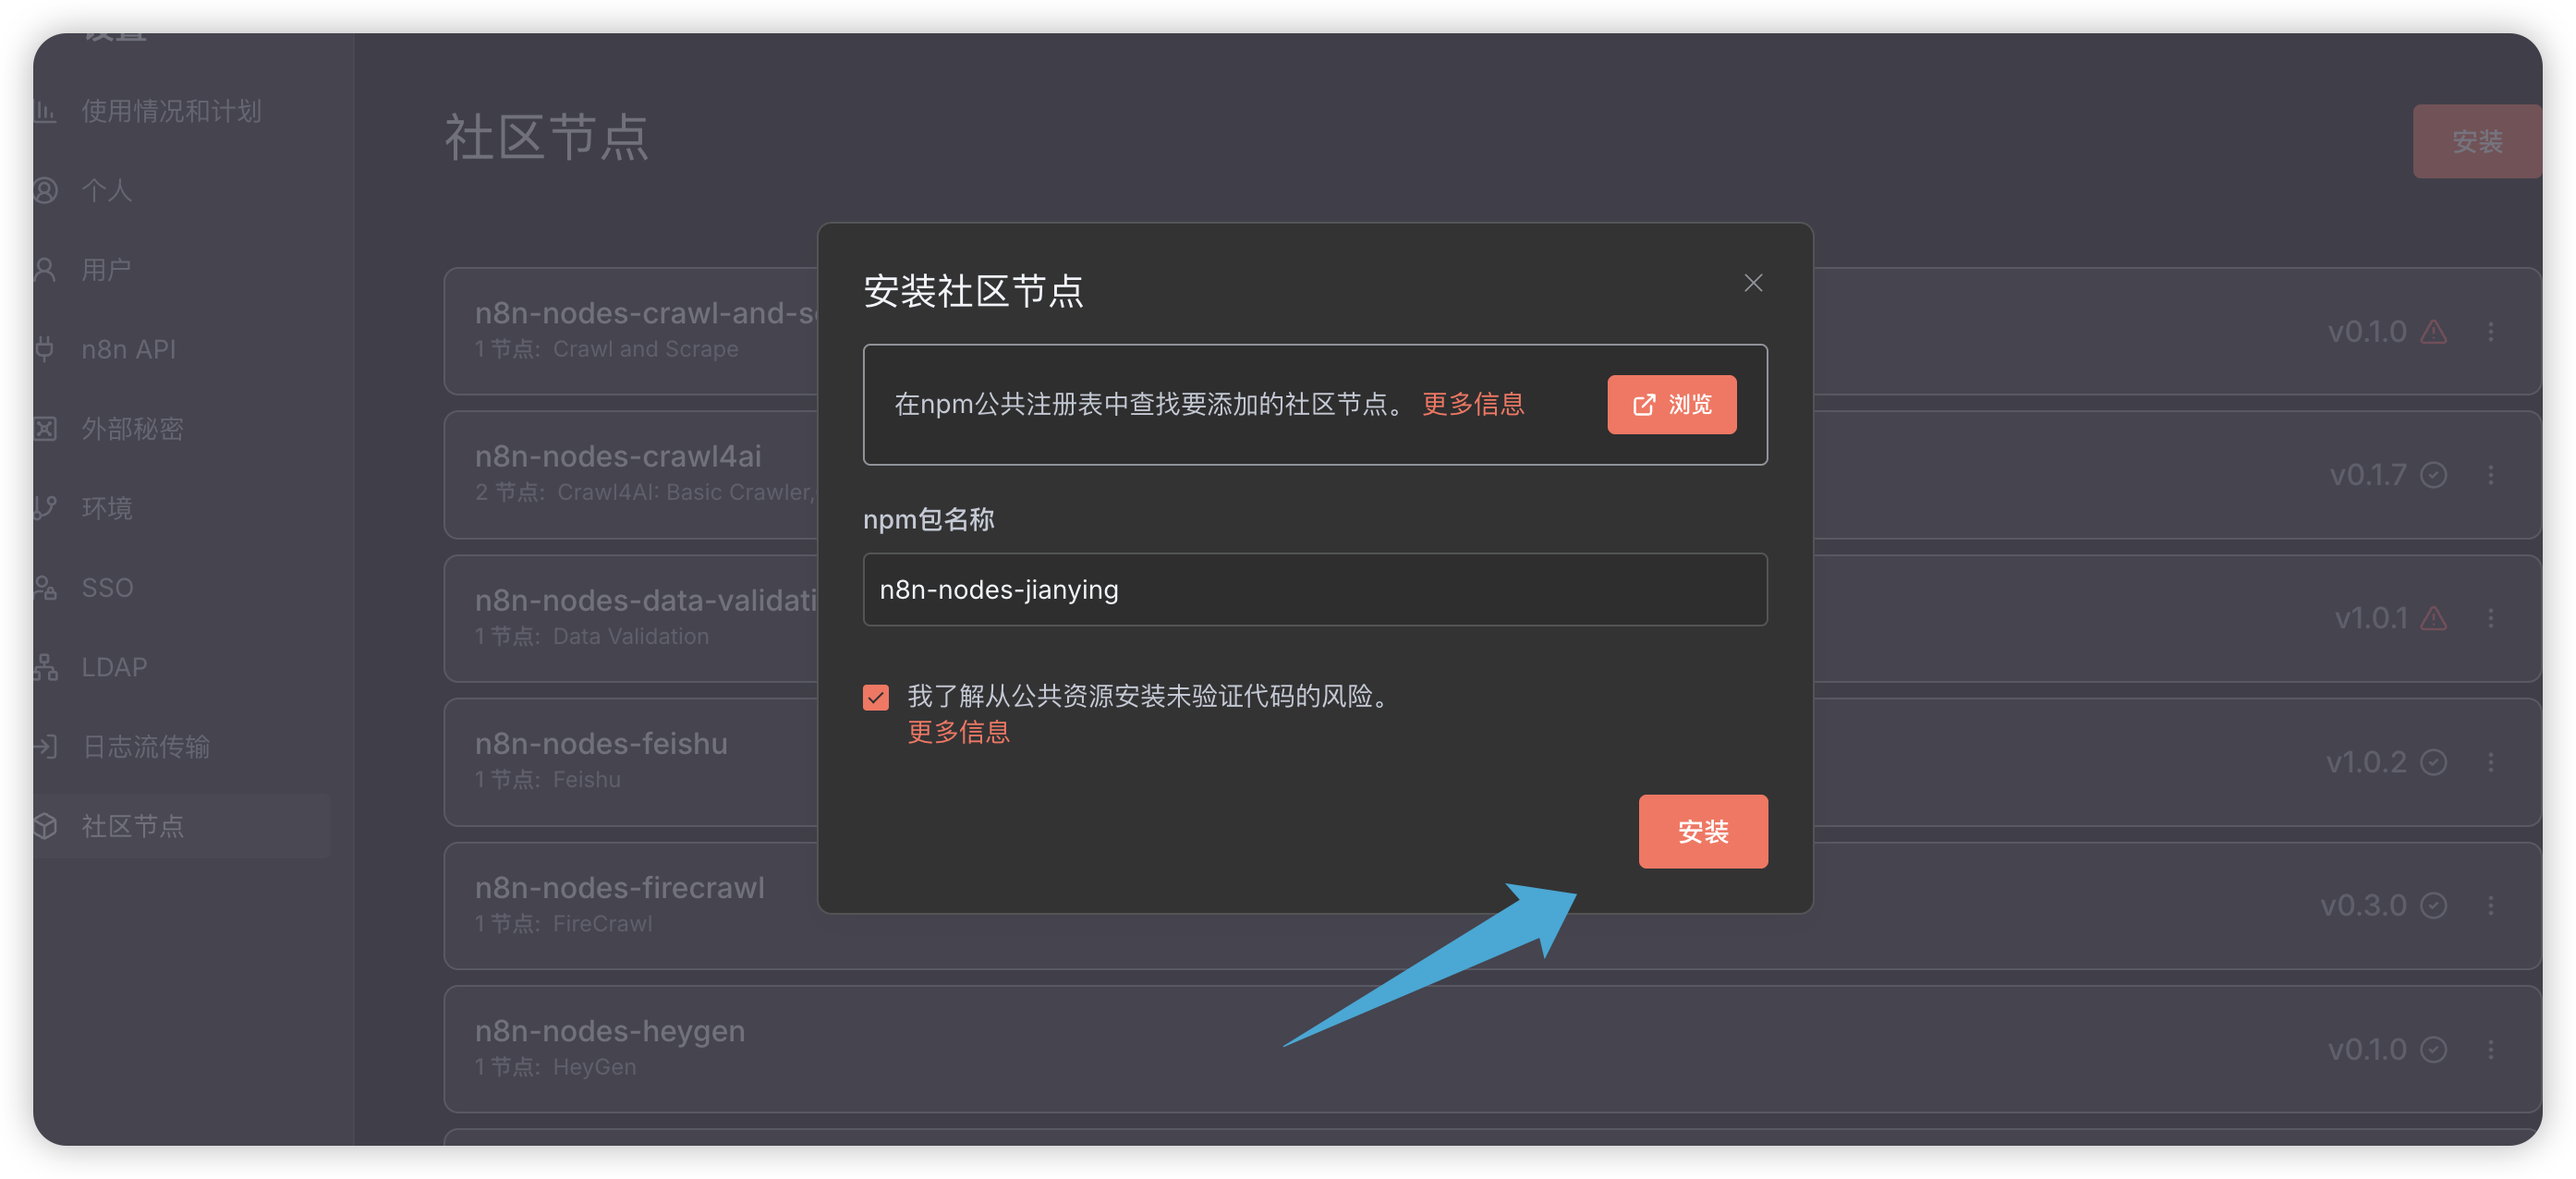 设置
使用情况和计划
个人
用户
n8n API
外部秘密
环境
SSO
LDAP
日志流传输
社区节点
社区节点
安装
n8n-nodes-crawl-and-s
1 节点: Crawl and Scrape
v0.1.0
n8n-nodes-crawl4ai
2 节点: Crawl4AI: Basic Crawler,
v0.1.7
n8n-nodes-data-validati
1 节点: Data Validation
v1.0.1
n8n-nodes-feishu
1 节点: Feishu
v1.0.2
n8n-nodes-firecrawl
1 节点: FireCrawl
v0.3.0
n8n-nodes-heygen
1 节点: HeyGen
v0.1.0
安装社区节点
在npm公共注册表中查找要添加的社区节点。 更多信息
浏览
npm包名称
n8n-nodes-jianying
我了解从公共资源安装未验证代码的风险。
更多信息
安装